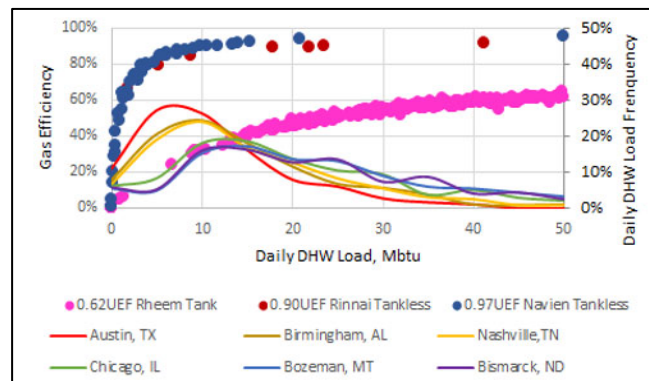 100%
80%
60%
40%
20%
0%
Gas Efficiency
50%
40%
30%
20%
10%
0%
Daily DHW Load Frenquency
0
10
20
30
40
50
Daily DHW Load, Mbtu
0.62UEF Rheem Tank
0.90UEF Rinnai Tankless
0.97UEF Navien Tankless
Austin, TX
Birmingham, AL
Nashville,TN
Chicago, IL
Bozeman, MT
Bismarck, ND